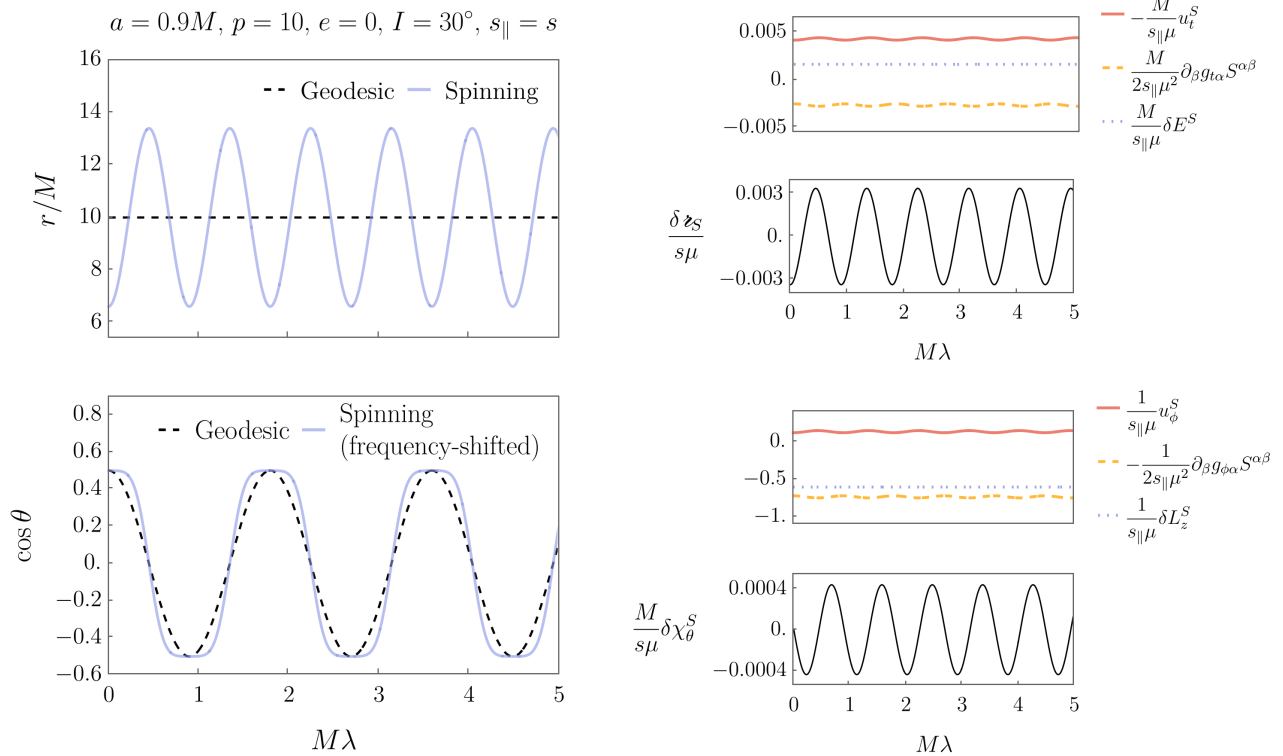 a = 0.9M, p = 10, e = 0, I = 30°, s∥ = s
16
14
12
10
8
6
r/M
Geodesic
Spinning
0.8
0.6
0.4
0.2
0.
−0.2
−0.4
−0.6
cos θ
Geodesic
Spinning
(frequency-shifted)
0 1 2 3 4 5
Mλ
0.005
0.
−0.005
−M/(s∥μ) u_t^S
M/(2s∥μ²) ∂_β g_{tα} S^{αβ}
M/(s∥μ) δE^S
0.003
0.
−0.003
δ𝓇_S/(sμ)
0 1 2 3 4 5
Mλ
0.
−0.5
−1.
1/(s∥μ) u_ϕ^S
−1/(2s∥μ²) ∂_β g_{ϕα} S^{αβ}
1/(s∥μ) δL_z^S
0.0004
0.
−0.0004
M/(sμ) δχ_θ^S
0 1 2 3 4 5
Mλ